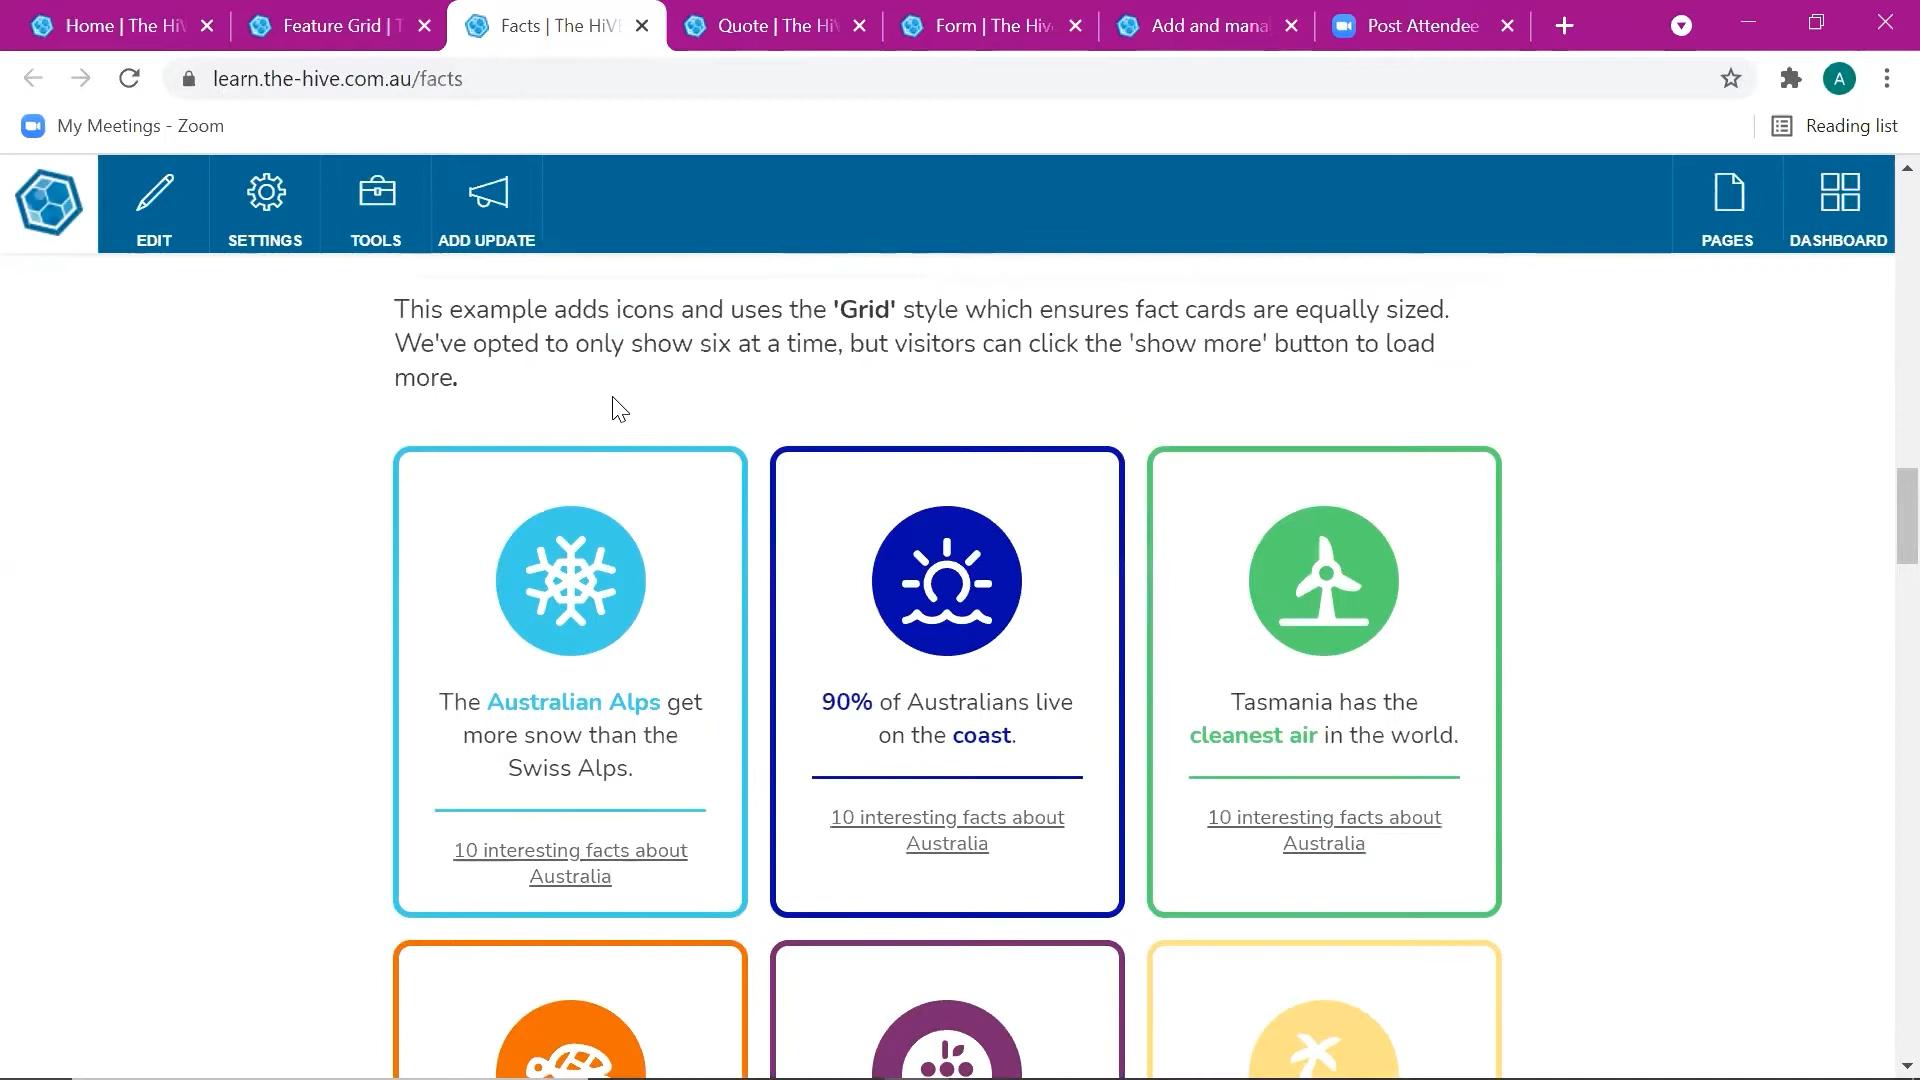 Home | The Hi
Feature Grid | T
Facts | The HiV
Quote | The Hi
Form | The Hiv
Add and mana
Post Attendee
learn.the-hive.com.au/facts
A
My Meetings - Zoom
Reading list
EDIT
SETTINGS
TOOLS
ADD UPDATE
PAGES
DASHBOARD
This example adds icons and uses the 'Grid' style which ensures fact cards are equally sized.
We've opted to only show six at a time, but visitors can click the 'show more' button to load
more.
The Australian Alps get
more snow than the
Swiss Alps.
10 interesting facts about
Australia
90% of Australians live
on the coast.
10 interesting facts about
Australia
Tasmania has the
cleanest air in the world.
10 interesting facts about
Australia